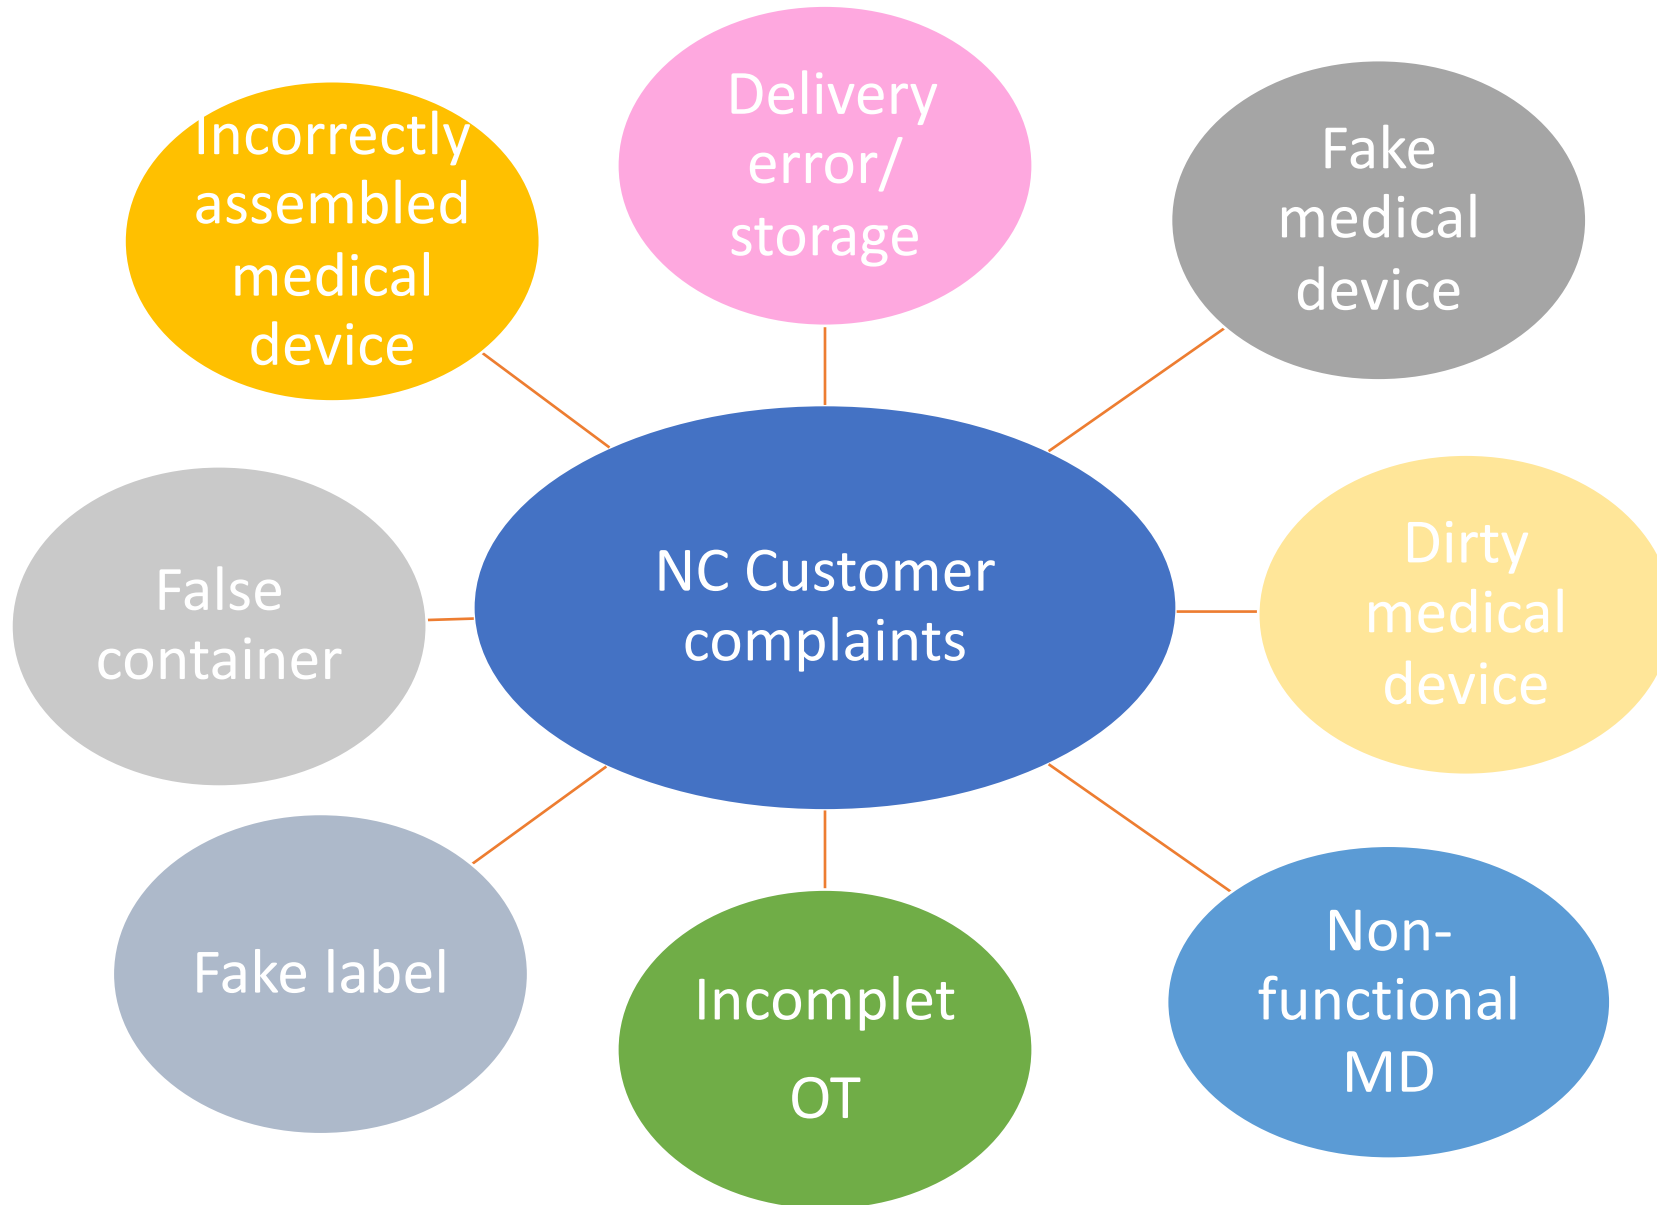 Delivery
error/
storage
Fake
medical
device
Dirty
medical
device
Non-
functional
MD
Incomplet
OT
Fake label
False
container
Incorrectly
assembled
medical
device
NC Customer
complaints